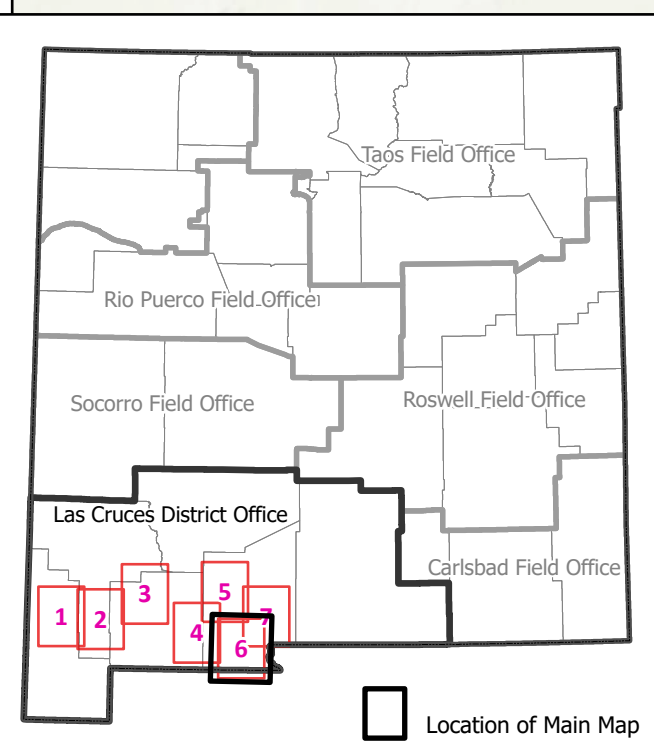 Taos Field Office
Rio Puerco Field Office
Socorro Field Office
Roswell Field Office
Las Cruces District Office
Carlsbad Field Office
1
2
3
4
5
6
7
Location of Main Map